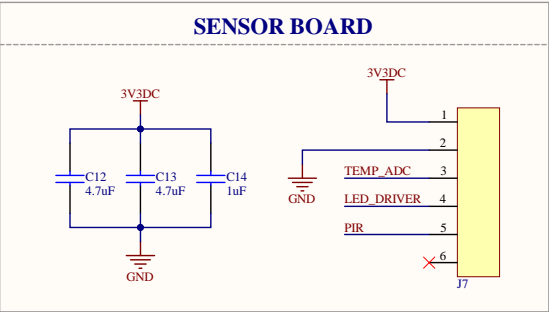 SENSOR BOARD
3V3DC
C12
4.7uF
C13
4.7uF
C14
1uF
GND
3V3DC
1
2
GND
TEMP_ADC 3
LED_DRIVER 4
PIR 5
6
J7